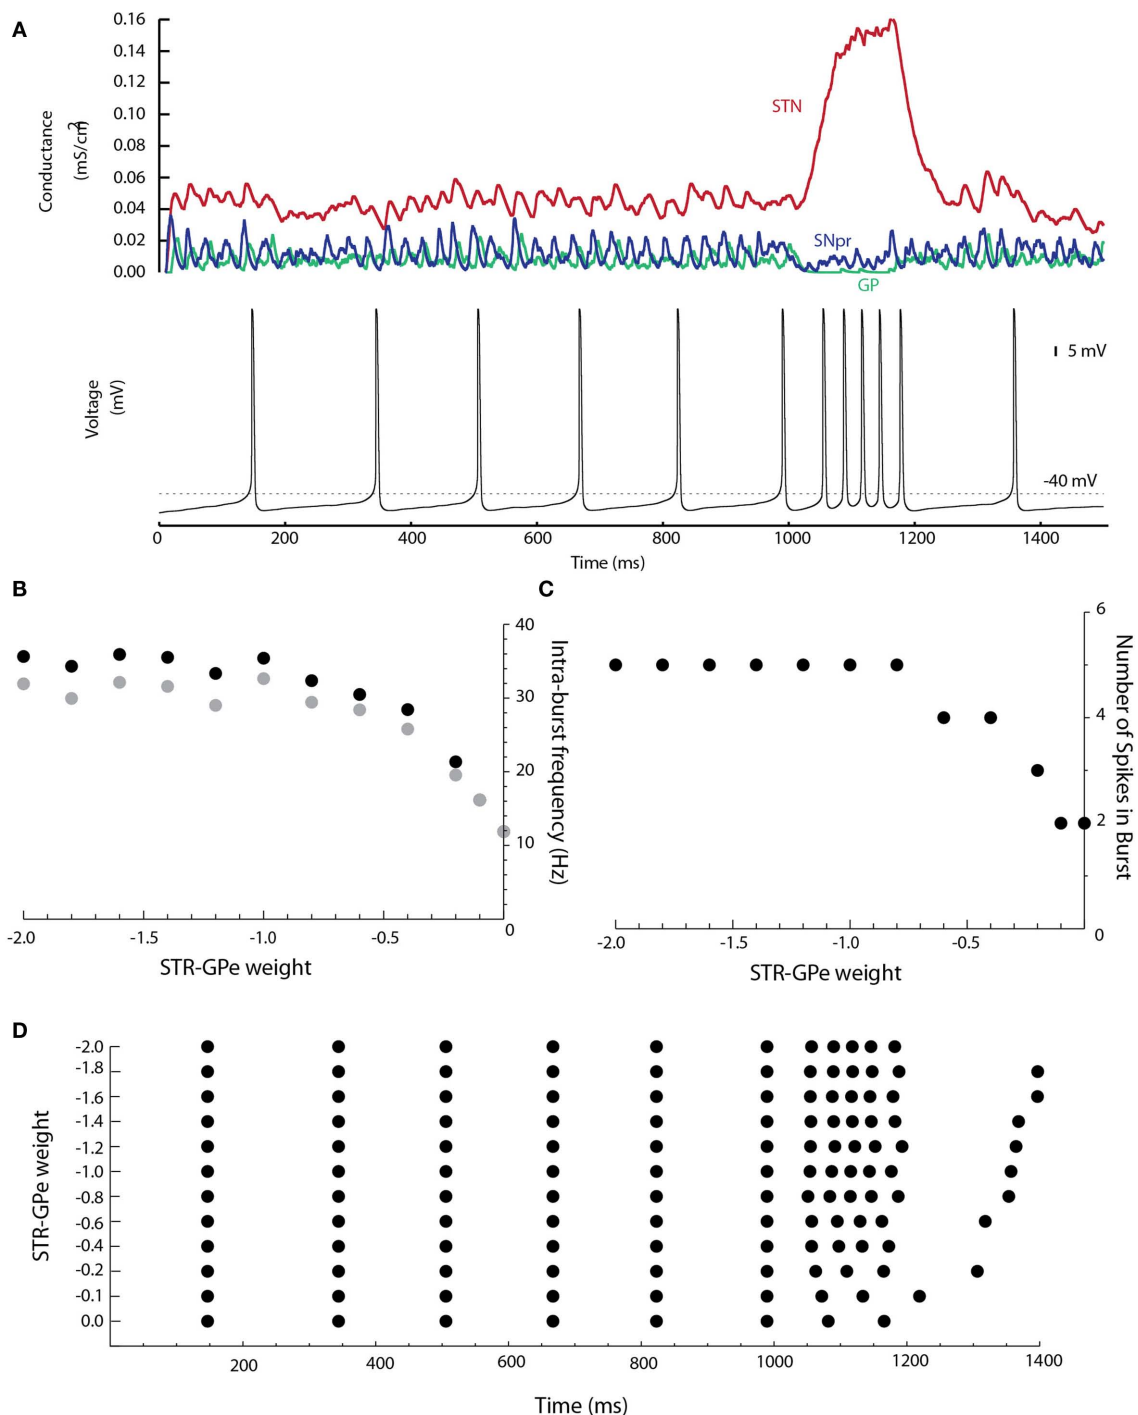 A
0.16
0.14
0.12
0.10
0.08
0.06
0.04
0.02
0.00
Conductance
(mS/cm2)
STN
SNpr
GP
Voltage
(mV)
5 mV
-40 mV
0 200 400 600 800 1000 1200 1400
Time (ms)
B
40
30
20
10
0
Intra-burst frequency (Hz)
-2.0 -1.5 -1.0 -0.5
STR-GPe weight
C
6
4
2
0
Number of Spikes in Burst
-2.0 -1.5 -1.0 -0.5
STR-GPe weight
D
-2.0
-1.8
-1.6
-1.4
-1.2
-1.0
-0.8
-0.6
-0.4
-0.2
-0.1
0.0
STR-GPe weight
200 400 600 800 1000 1200 1400
Time (ms)